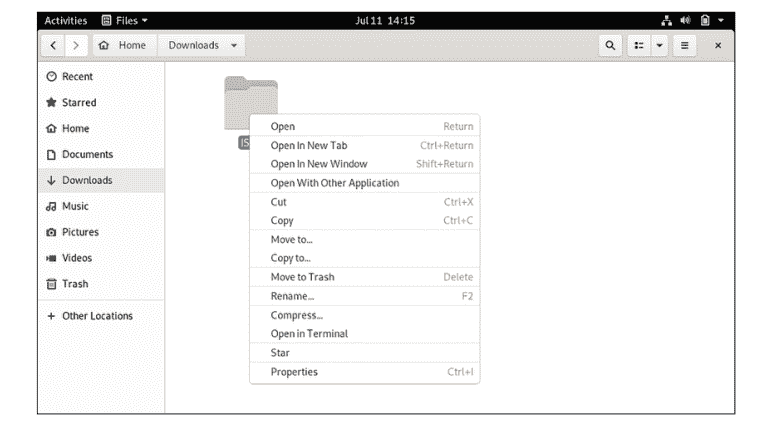 Activities Files Jul 11 14:15
Home Downloads
Recent
Starred
Home
Documents
Downloads
Music
Pictures
Videos
Trash
+ Other Locations
IS
Open Return
Open In New Tab Ctrl+Return
Open In New Window Shift+Return
Open With Other Application
Cut Ctrl+X
Copy Ctrl+C
Move to...
Copy to...
Move to Trash Delete
Rename... F2
Compress...
Open in Terminal
Star
Properties Ctrl+I